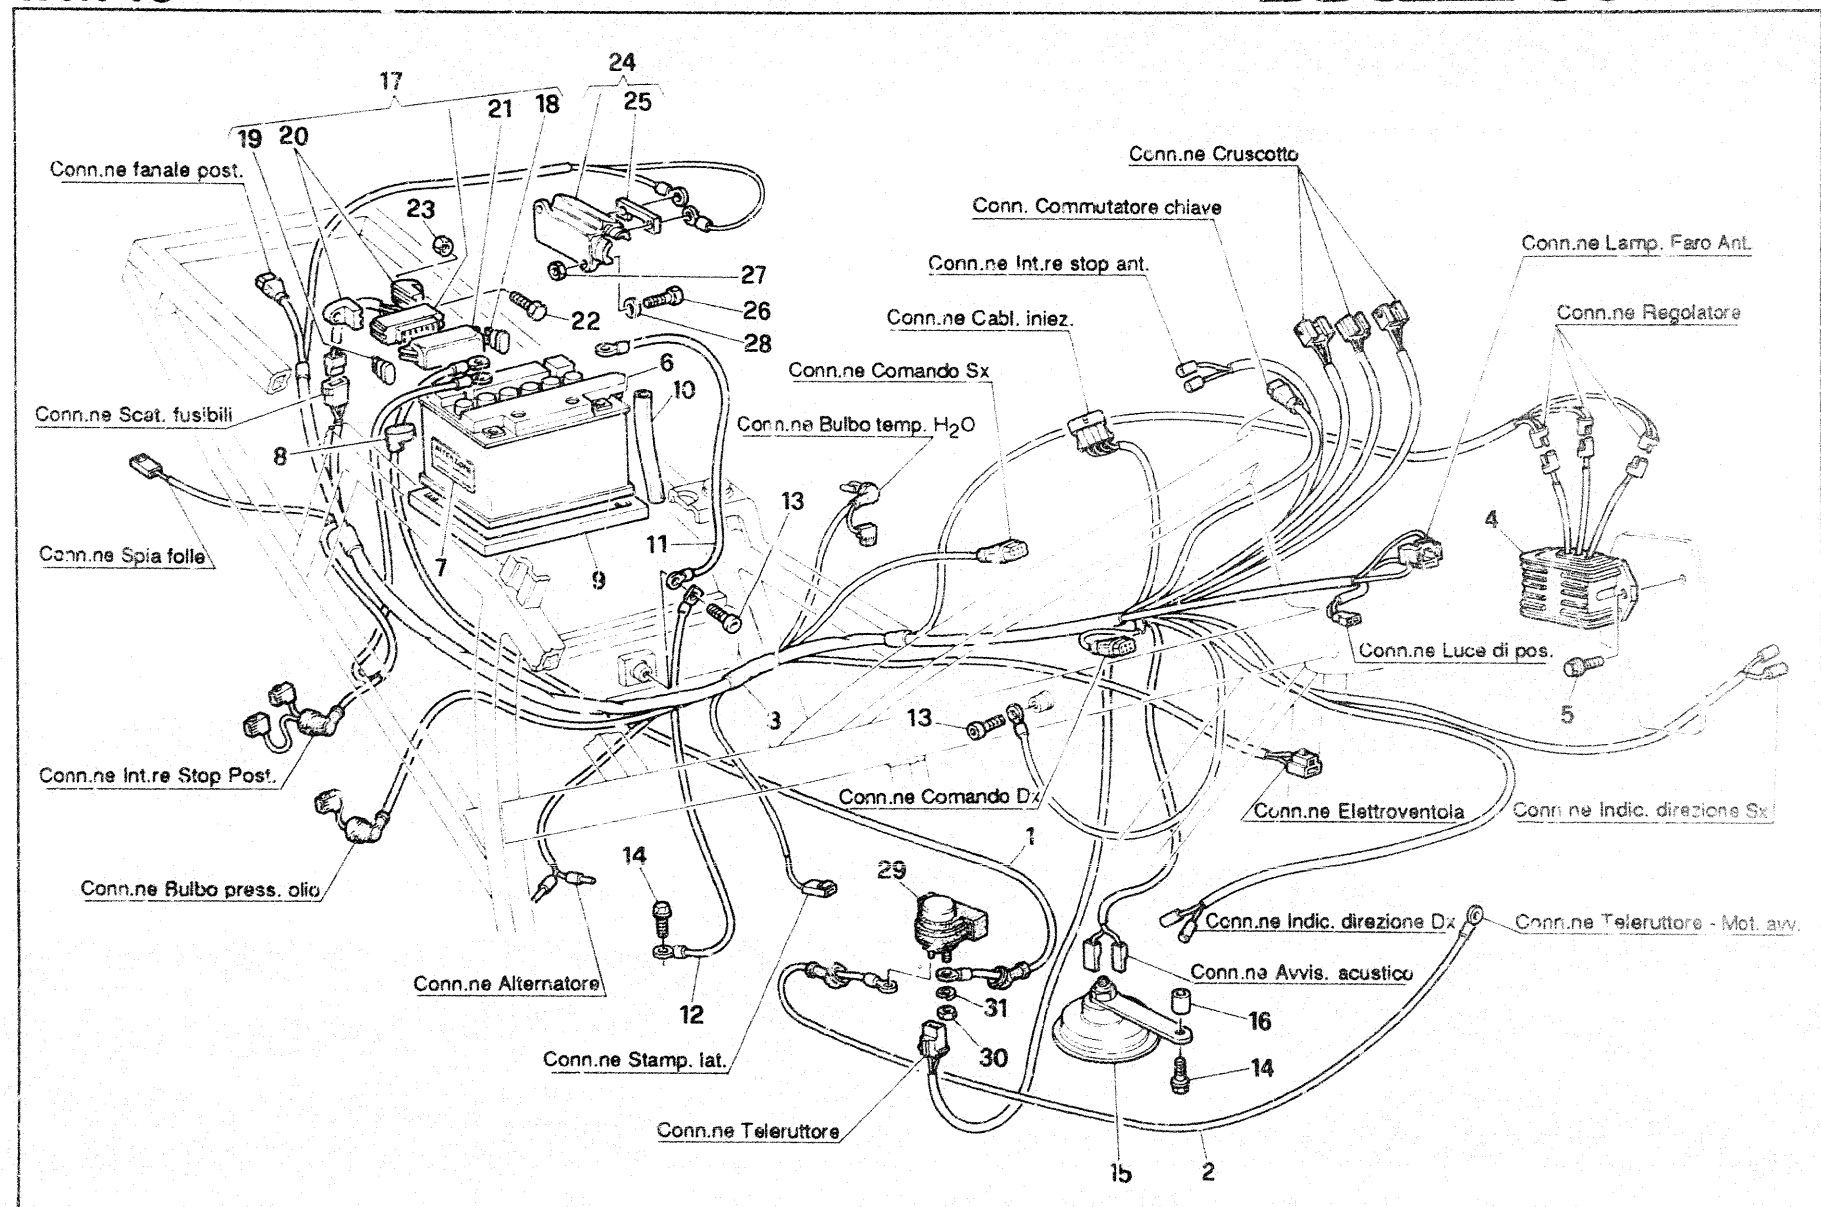 17
24
25
21
18
19
20
Conn.ne fanale post.
23
27
26
22
28
6
10
Conn.ne Scat. fusibili
8
7
9
11
13
Conn.ne Spia folle
Conn.ne Cruscotto
Conn. Commutatore chiave
Conn.ne Int.re stop ant.
Conn.ne Cabl. iniez.
Conn.ne Comando Sx
Conn.ne Bulbo temp. H2O
Conn.ne Lamp. Faro Ant.
Conn.ne Regolatore
4
13
Conn.ne Luce di pos.
5
3
13
Conn.ne Int.re Stop Post.
Conn.ne Comando Dx
Conn.ne Elettroventola
Conn.ne Indic. direzione Sx
1
14
29
Conn.ne Bulbo press. olio
Conn.ne Indic. direzione Dx
Conn.ne Teleruttore - Mot. avv.
Conn.ne Avvis. acustico
Conn.ne Alternatore
12
31
16
30
14
Conn.ne Stamp. lat.
Conn.ne Teleruttore
15
2